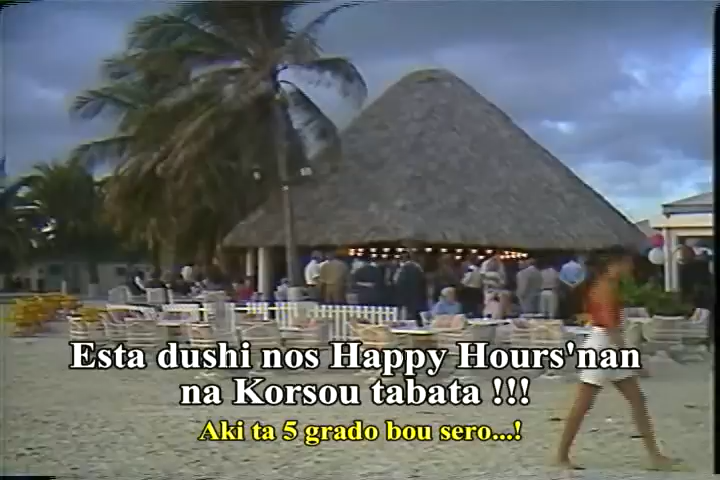 Esta dushi nos Happy Hours'nan
na Korsou tabata !!!
Aki ta 5 grado bou sero...!